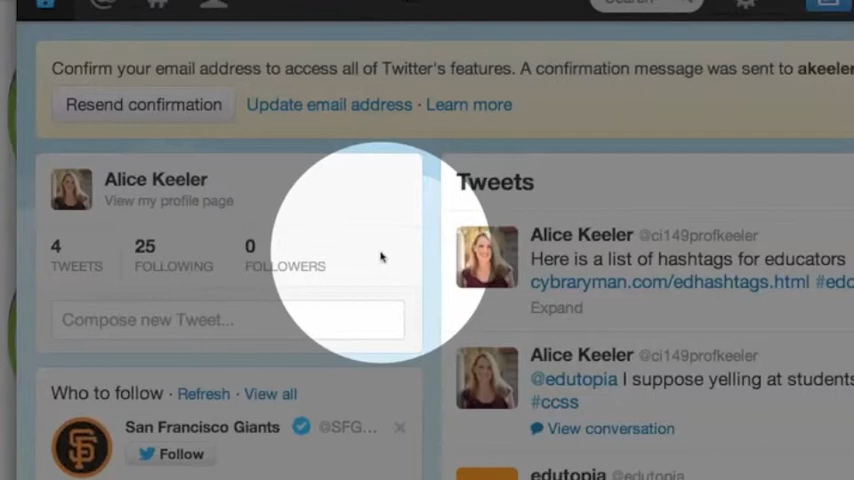 Search
Confirm your email address to access all of Twitter's features. A confirmation message was sent to akeeler
Resend confirmation Update email address · Learn more
Alice Keeler
View my profile page
4 25 0
TWEETS FOLLOWING FOLLOWERS
Compose new Tweet...
Who to follow · Refresh · View all
San Francisco Giants @SFG...
Follow
Tweets
Alice Keeler @ci149profkeeler
Here is a list of hashtags for educators
cybraryman.com/edhashtags.html #edc
Expand
Alice Keeler @ci149profkeeler
@edutopia I suppose yelling at students
#ccss
View conversation
edutopia @edutopia